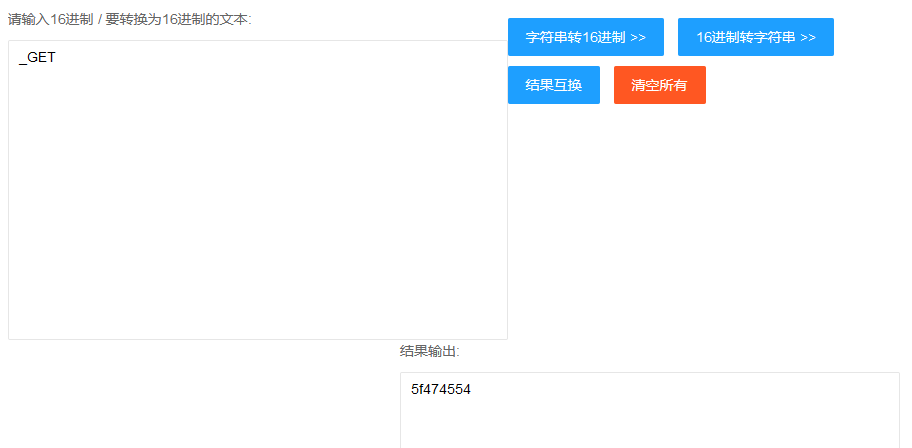 请输入16进制 / 要转换为16进制的文本:
_GET
字符串转16进制 >>
16进制转字符串 >>
结果互换
清空所有
结果输出:
5f474554